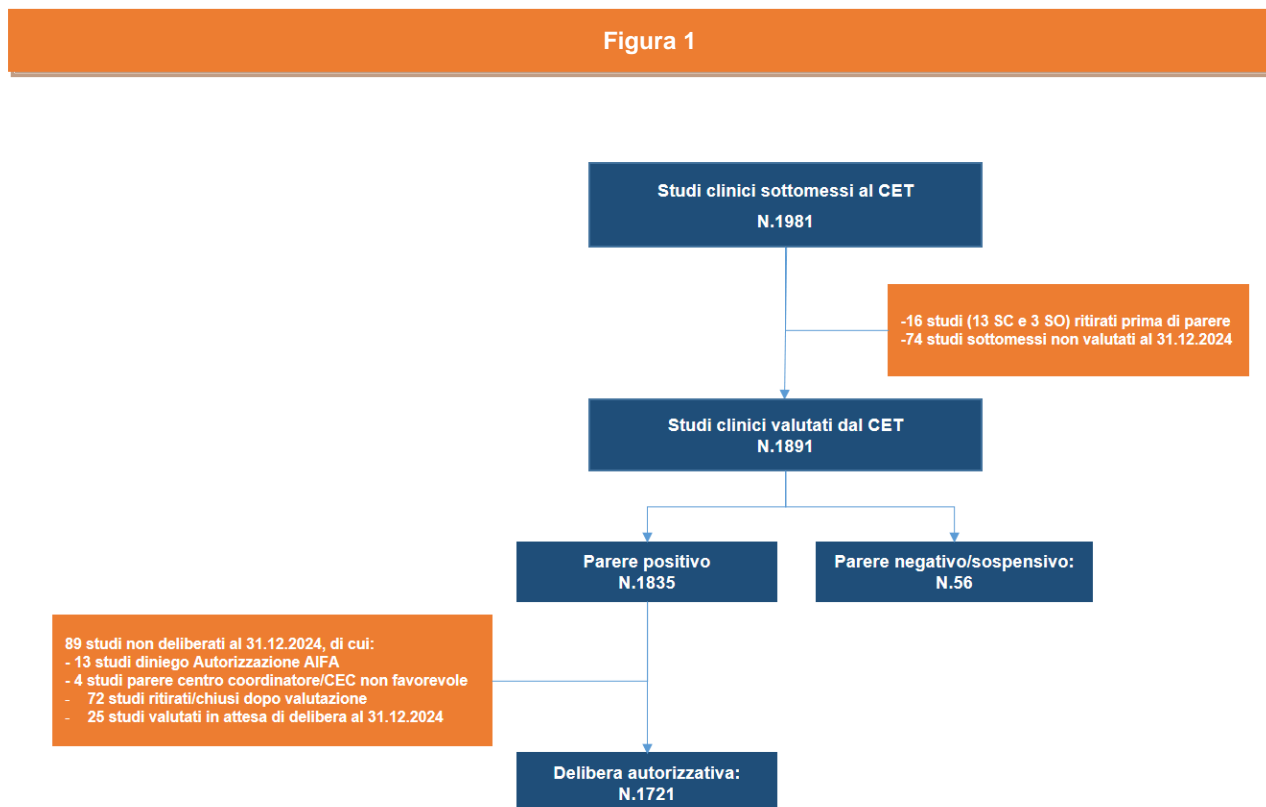 Figura 1
Studi clinici sottomessi al CET
N.1981
-16 studi (13 SC e 3 SO) ritirati prima di parere
-74 studi sottomessi non valutati al 31.12.2024
Studi clinici valutati dal CET
N.1891
Parere positivo
N.1835
Parere negativo/sospensivo:
N.56
89 studi non deliberati al 31.12.2024, di cui:
- 13 studi diniego Autorizzazione AIFA
- 4 studi parere centro coordinatore/CEC non favorevole
- 72 studi ritirati/chiusi dopo valutazione
- 25 studi valutati in attesa di delibera al 31.12.2024
Delibera autorizzativa:
N.1721